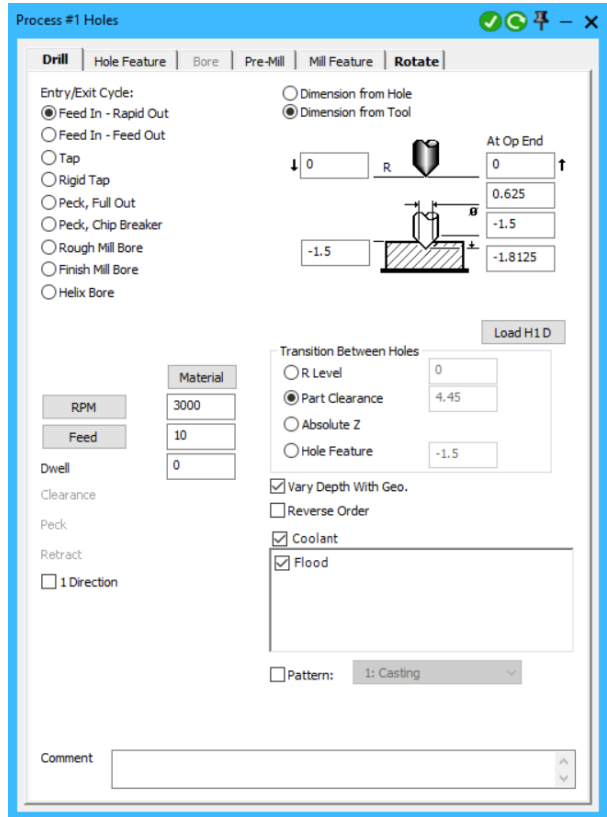 Process #1 Holes
Drill Hole Feature Bore Pre-Mill Mill Feature Rotate
Entry/Exit Cycle:
Feed In - Rapid Out
Feed In - Feed Out
Tap
Rigid Tap
Peck, Full Out
Peck, Chip Breaker
Rough Mill Bore
Finish Mill Bore
Helix Bore
Dimension from Hole
Dimension from Tool
At Op End
0 R 0
0.625
ø
-1.5
-1.5 -1.8125
Load H1 D
Material
RPM 3000
Feed 10
Dwell 0
Clearance
Peck
Retract
1 Direction
Transition Between Holes
R Level 0
Part Clearance 4.45
Absolute Z
Hole Feature -1.5
Vary Depth With Geo.
Reverse Order
Coolant
Flood
Pattern: 1: Casting
Comment